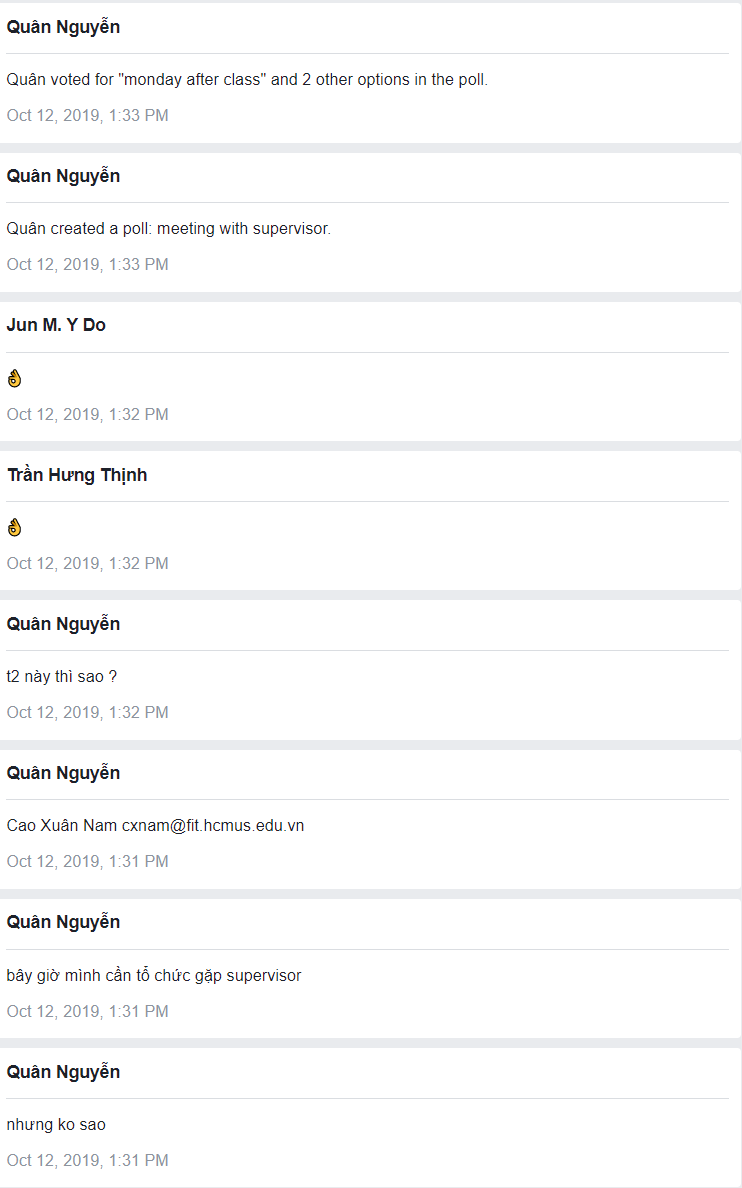 Quân Nguyễn
Quân voted for "monday after class" and 2 other options in the poll.
Oct 12, 2019, 1:33 PM
Quân Nguyễn
Quân created a poll: meeting with supervisor.
Oct 12, 2019, 1:33 PM
Jun M. Y Do
👌
Oct 12, 2019, 1:32 PM
Trần Hưng Thịnh
👌
Oct 12, 2019, 1:32 PM
Quân Nguyễn
t2 này thì sao ?
Oct 12, 2019, 1:32 PM
Quân Nguyễn
Cao Xuân Nam cxnam@fit.hcmus.edu.vn
Oct 12, 2019, 1:31 PM
Quân Nguyễn
bây giờ mình cần tổ chức gặp supervisor
Oct 12, 2019, 1:31 PM
Quân Nguyễn
nhưng ko sao
Oct 12, 2019, 1:31 PM